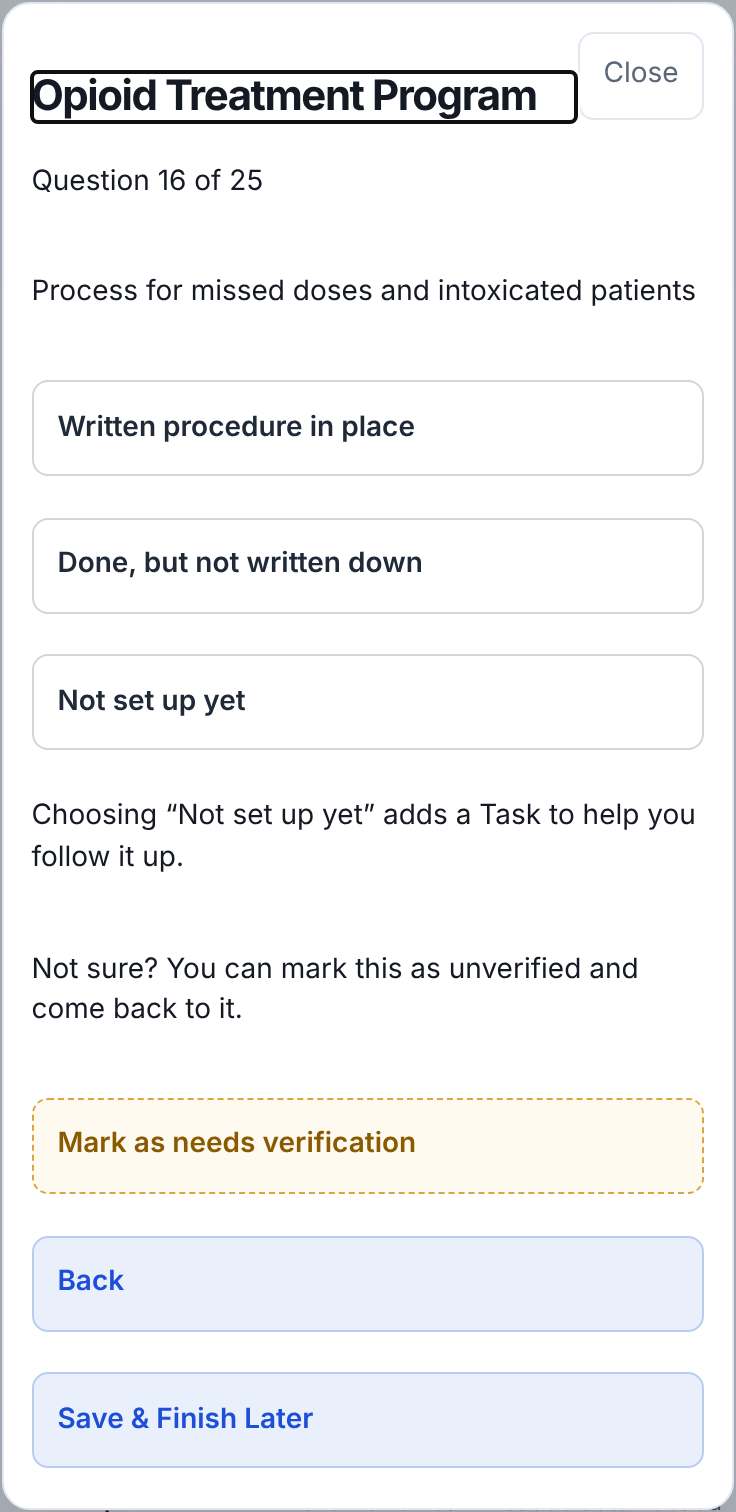 Close
Opioid Treatment Program
Question 16 of 25
Process for missed doses and intoxicated patients
Written procedure in place
Done, but not written down
Not set up yet
Choosing “Not set up yet” adds a Task to help you
follow it up.
Not sure? You can mark this as unverified and
come back to it.
Mark as needs verification
Back
Save & Finish Later